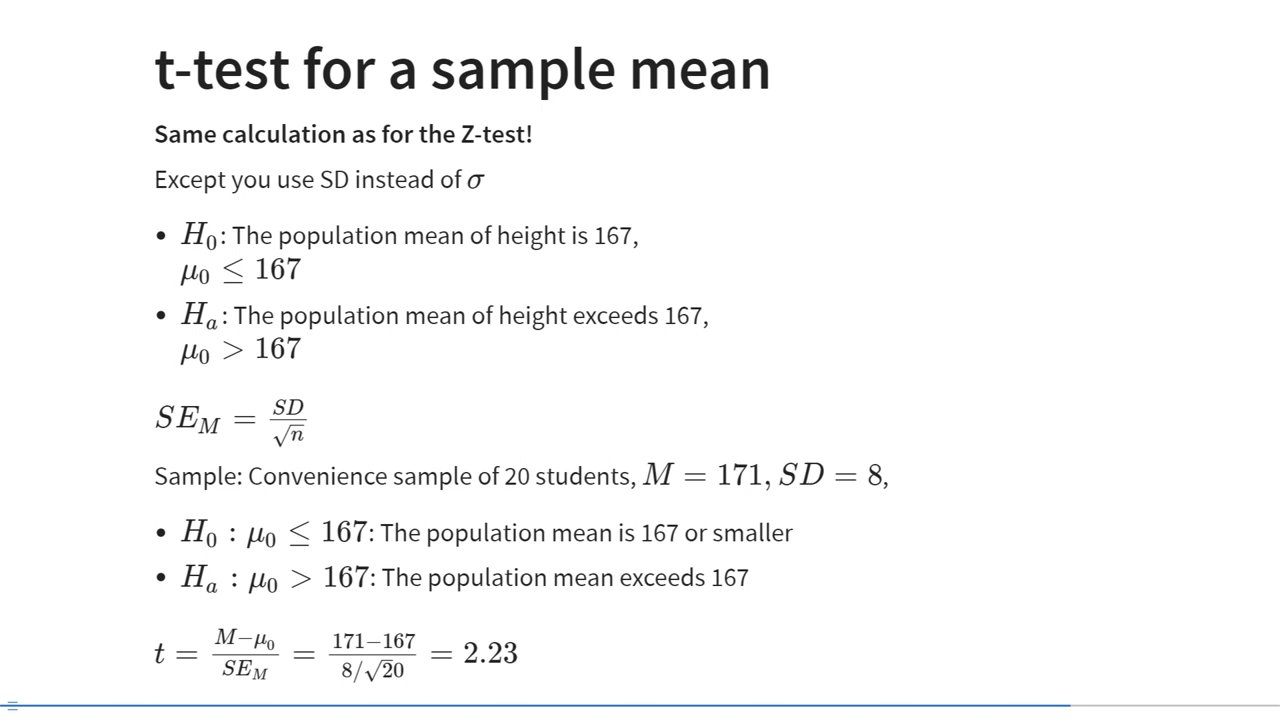 t-test for a sample mean
Same calculation as for the Z-test!
Except you use SD instead of σ
• H₀: The population mean of height is 167,
μ₀ ≤ 167
• Hₐ: The population mean of height exceeds 167,
μ₀ > 167
SE_M = SD/√n
Sample: Convenience sample of 20 students, M = 171, SD = 8,
• H₀ : μ₀ ≤ 167: The population mean is 167 or smaller
• Hₐ : μ₀ > 167: The population mean exceeds 167
t = (M−μ₀)/SE_M = (171−167)/(8/√20) = 2.23